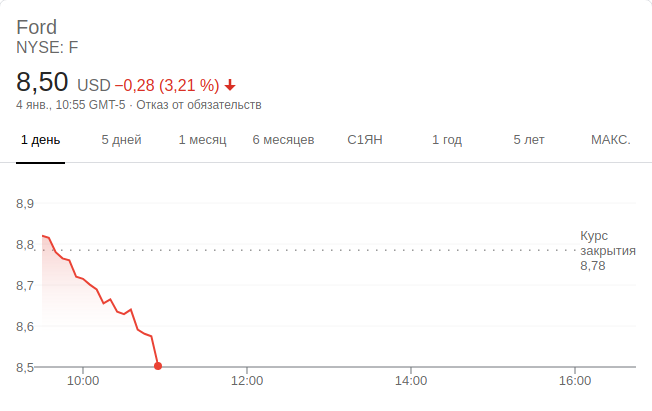 Ford
NYSE: F
8,50 USD −0,28 (3,21 %)
4 янв., 10:55 GMT-5 · Отказ от обязательств
1 день 5 дней 1 месяц 6 месяцев С1ЯН 1 год 5 лет МАКС.
8,9
8,8
8,7
8,6
8,5
Курс
закрытия
8,78
10:00 12:00 14:00 16:00